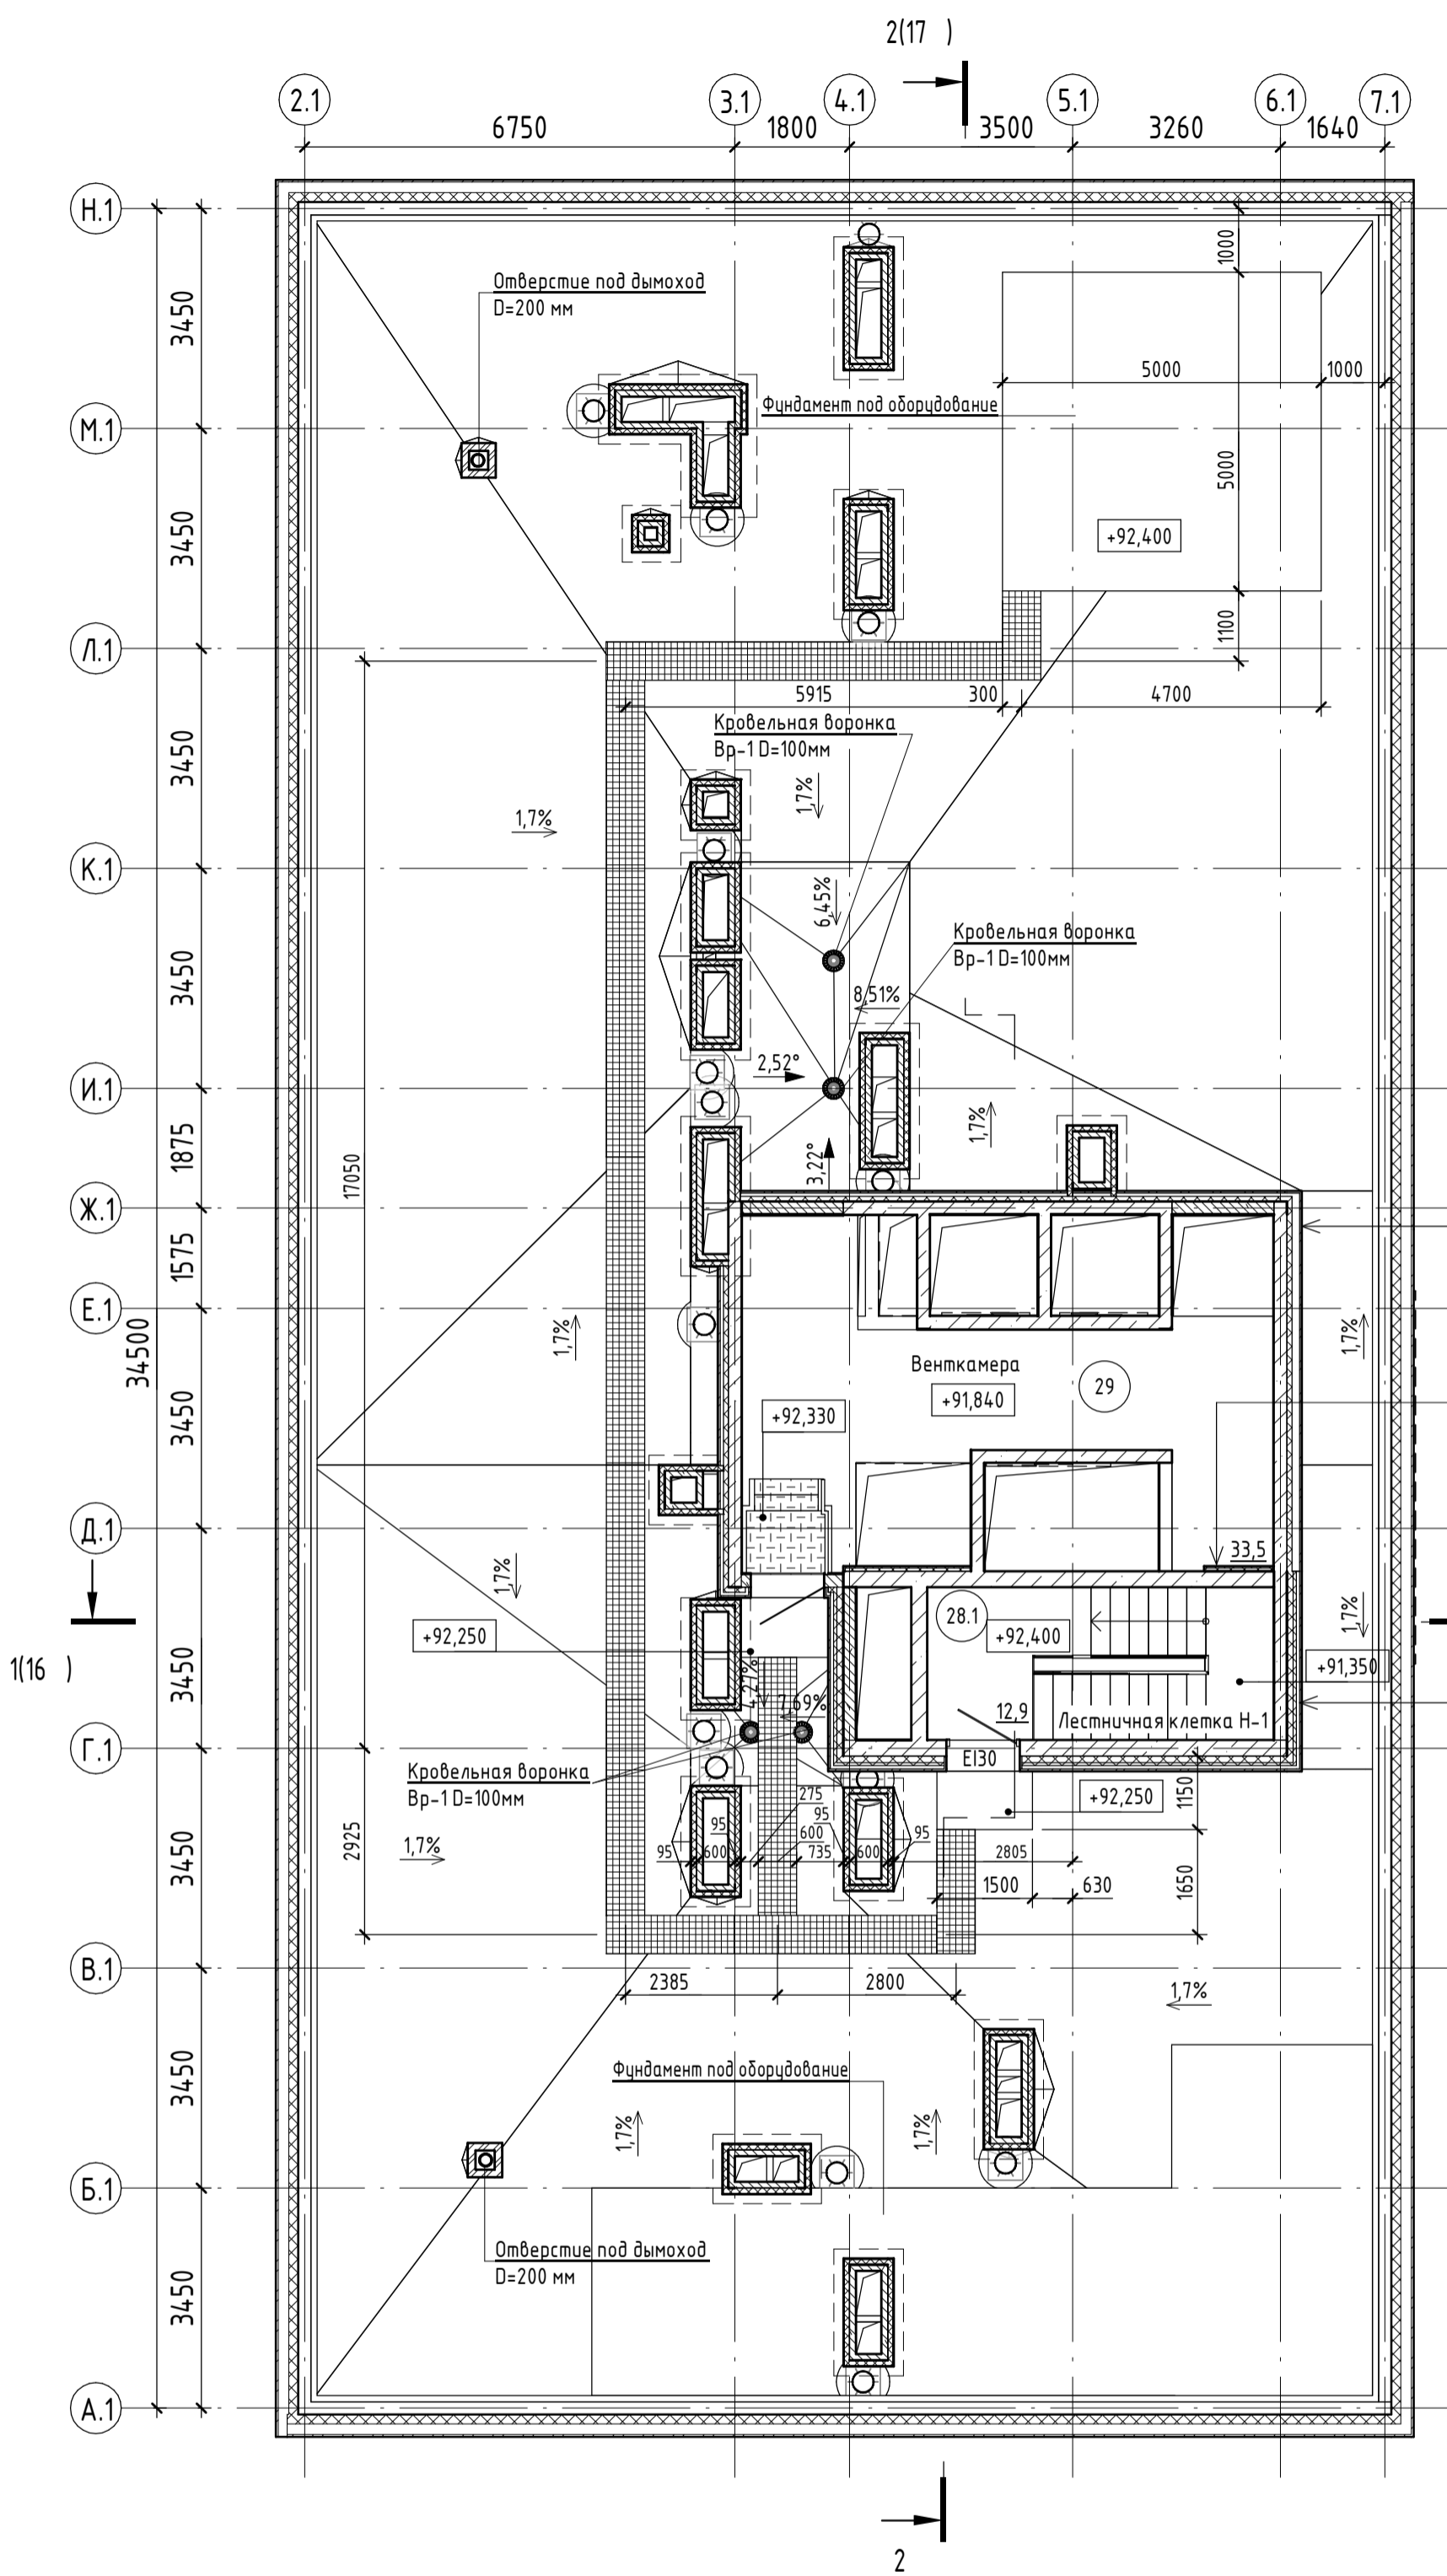 2(17 )
2.1
3.1
4.1
5.1
6.1
7.1
6750
1800
3500
3260
1640
Н.1
М.1
Л.1
К.1
И.1
Ж.1
Е.1
Д.1
Г.1
В.1
Б.1
А.1
3450
3450
3450
3450
1875
1575
3450
3450
3450
3450
3450
34500
1000
Отверстие под дымоход
D=200 мм
5000
1000
Фундамент под оборудование
5000
+92,400
1100
5915
300
4700
Кровельная воронка
Вр-1 D=100мм
1,7%
1,7%
6,45%
Кровельная воронка
Вр-1 D=100мм
8,51%
2,52°
1,7%
3,22°
17050
1,7%
1,7%
Венткамера
29
+91,840
+92,330
33,5
1,7%
28.1
+92,250
+92,400
1,7%
+91,350
1(16 )
4,27%
7,69%
12,9
Лестничная клетка Н-1
EI30
Кровельная воронка
Вр-1 D=100мм
+92,250
1150
275
95
95
600
95
2925
1,7%
95
600
735
600
2805
1500
630
1650
2385
2800
1,7%
Фундамент под оборудование
1,7%
1,7%
Отверстие под дымоход
D=200 мм
2